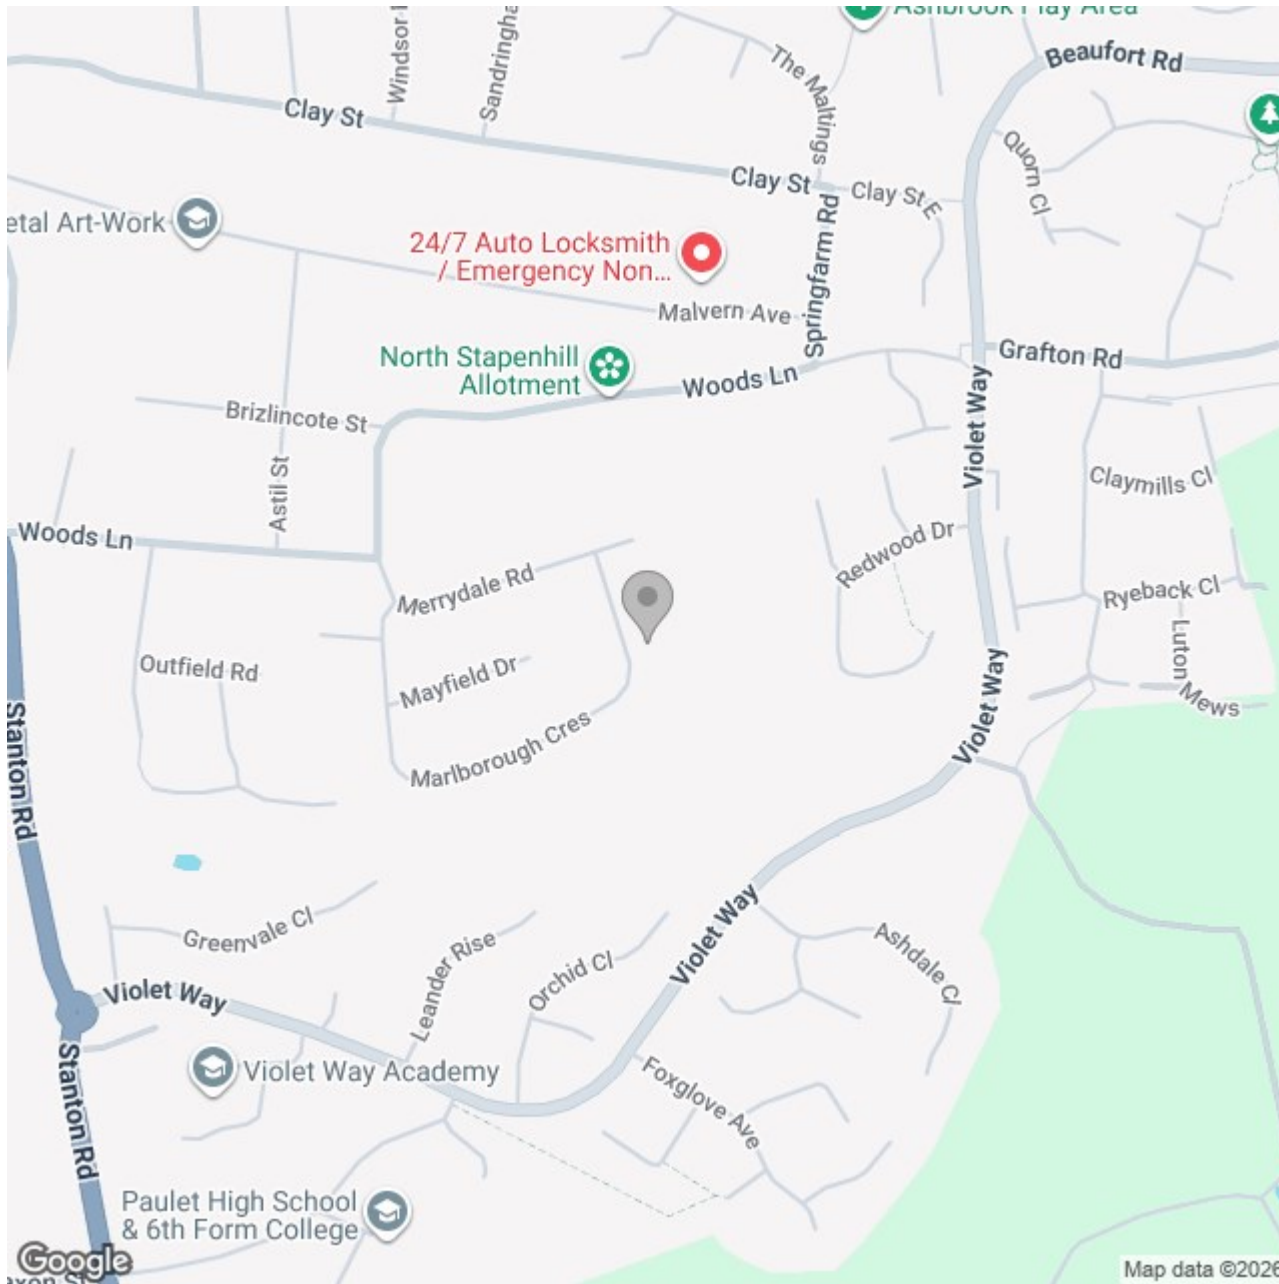 Ashbrook Play Area
Beaufort Rd
Windsor
Sandringha
The Maltings
Clay St
Quorn Cl
Clay St
Clay St E
etal Art-Work
24/7 Auto Locksmith
/ Emergency Non...
Springfarm Rd
Malvern Ave
North Stapenhill
Allotment
Grafton Rd
Woods Ln
Violet Way
Brizlincote St
Astil St
Claymills Cl
Woods Ln
Redwood Dr
Merrydale Rd
Ryeback Cl
Luton
Mews
Outfield Rd
Mayfield Dr
Violet Way
Marlborough Cres
Stanton Rd
Violet Way
Greenvale Cl
Leander Rise
Orchid Cl
Ashdale Cl
Violet Way
Stanton Rd
Violet Way Academy
Foxglove Ave
Paulet High School
& 6th Form College
Google
Map data ©2026